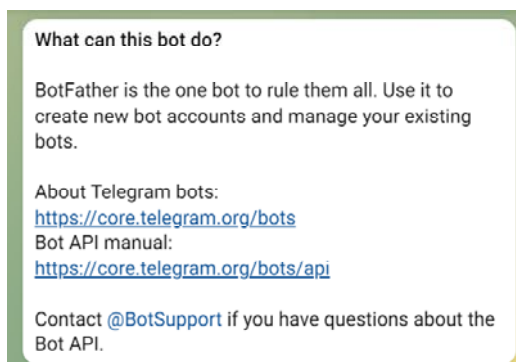 What can this bot do?
BotFather is the one bot to rule them all. Use it to
create new bot accounts and manage your existing
bots.
About Telegram bots:
https://core.telegram.org/bots
Bot API manual:
https://core.telegram.org/bots/api
Contact @BotSupport if you have questions about the
Bot API.